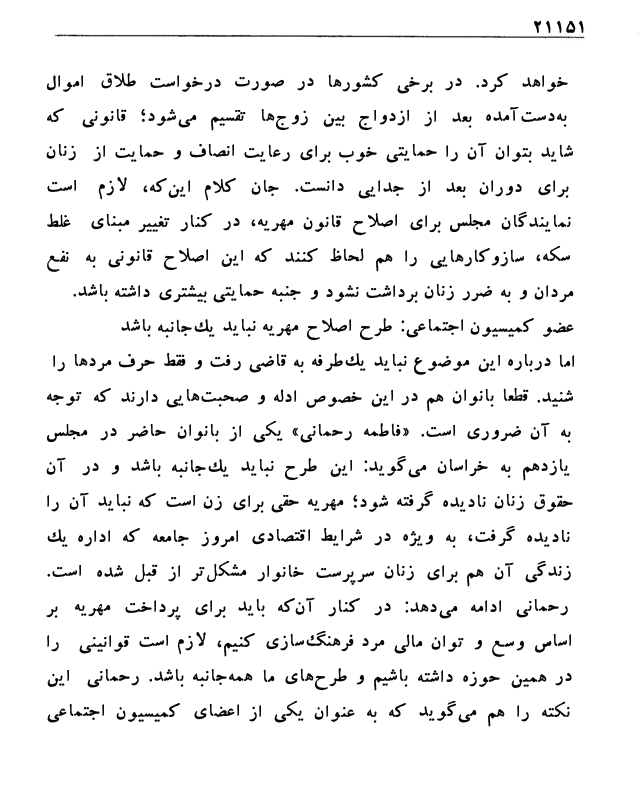 ۲۱۱۵۱
خواهد کرد. در برخی کشورها در صورت درخواست طلاق اموال
به‌دست‌آمده بعد از ازدواج بین زوج‌ها تقسیم می‌شود؛ قانونی که
شاید بتوان آن را حمایتی خوب برای رعایت انصاف و حمایت از زنان
برای دوران بعد از جدایی دانست. جان کلام این‌که، لازم است
نمایندگان مجلس برای اصلاح قانون مهریه، در کنار تغییر مبنای غلط
سکه، سازوکارهایی را هم لحاظ کنند که این اصلاح قانونی به نفع
مردان و به ضرر زنان برداشت نشود و جنبه حمایتی بیشتری داشته باشد.
عضو کمیسیون اجتماعی: طرح اصلاح مهریه نباید یك‌جانبه باشد
اما درباره این موضوع نباید یك‌طرفه به قاضی رفت و فقط حرف مردها را
شنید. قطعا بانوان هم در این خصوص ادله و صحبت‌هایی دارند که توجه
به آن ضروری است. «فاطمه رحمانی» یکی از بانوان حاضر در مجلس
یازدهم به خراسان می‌گوید: این طرح نباید یك‌جانبه باشد و در آن
حقوق زنان نادیده گرفته شود؛ مهریه حقی برای زن است که نباید آن را
نادیده گرفت، به ویژه در شرایط اقتصادی امروز جامعه که اداره یك
زندگی آن هم برای زنان سرپرست خانوار مشکل‌تر از قبل شده است.
رحمانی ادامه می‌دهد: در کنار آن‌که باید برای پرداخت مهریه بر
اساس وسع و توان مالی مرد فرهنگ‌سازی کنیم، لازم است قوانینی را
در همین حوزه داشته باشیم و طرح‌های ما همه‌جانبه باشد. رحمانی این
نکته را هم می‌گوید که به عنوان یکی از اعضای کمیسیون اجتماعی